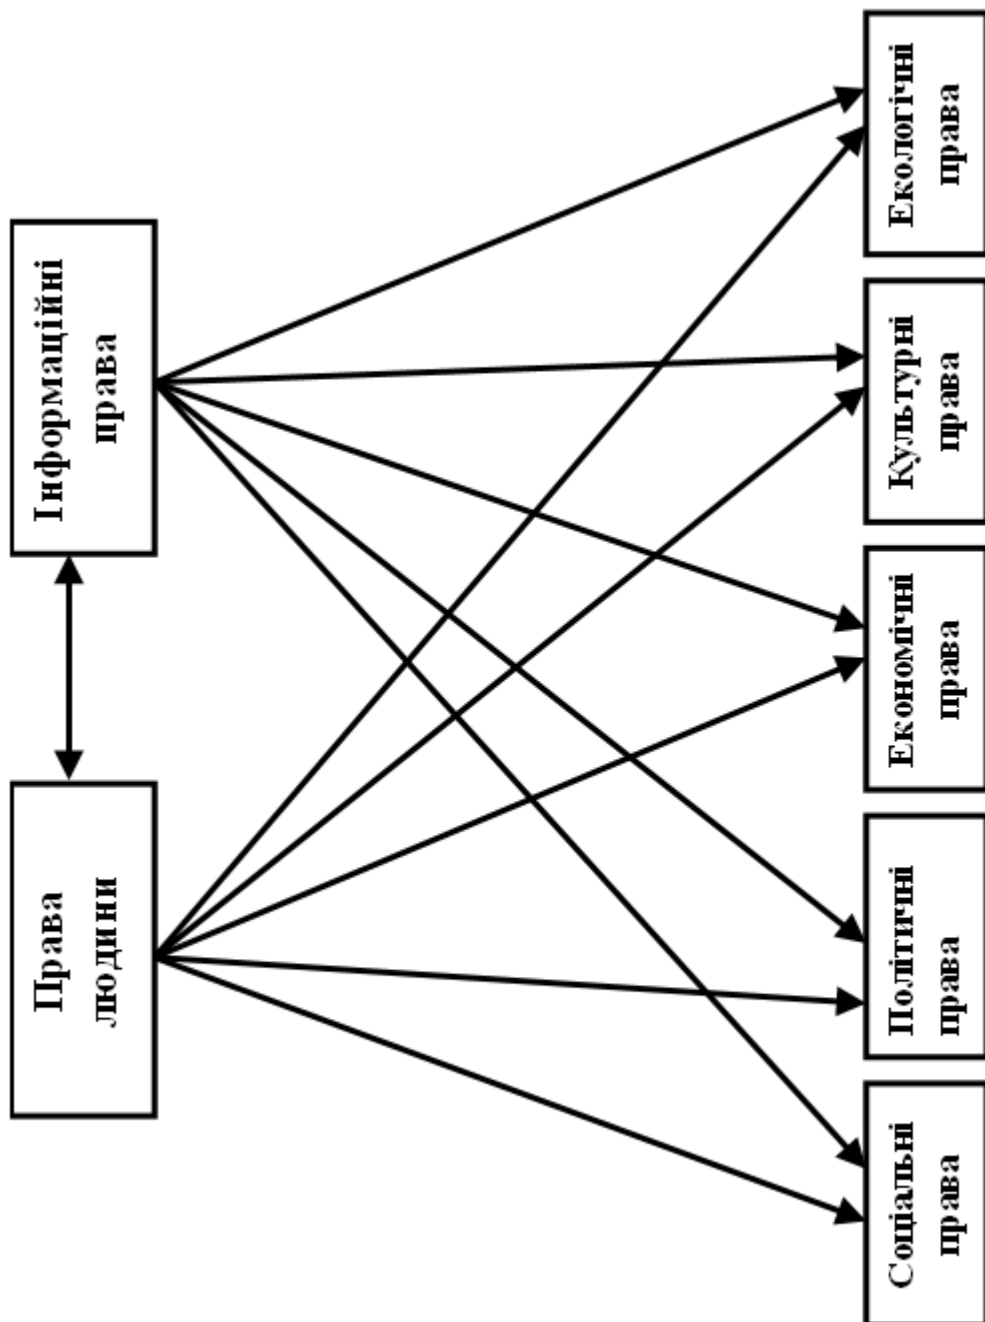 Права
людини
Інформаційні
права
Соціальні
права
Політичні
права
Економічні
права
Культурні
права
Екологічні
права